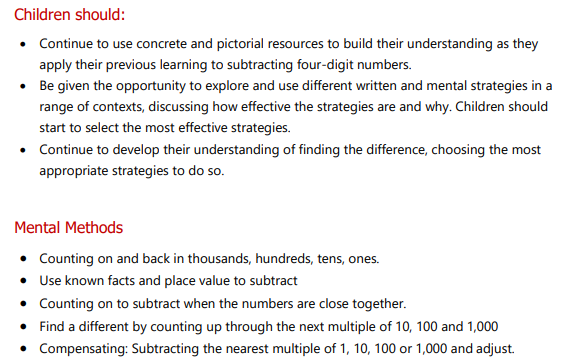 Children should:
• Continue to use concrete and pictorial resources to build their understanding as they
apply their previous learning to subtracting four-digit numbers.
• Be given the opportunity to explore and use different written and mental strategies in a
range of contexts, discussing how effective the strategies are and why. Children should
start to select the most effective strategies.
• Continue to develop their understanding of finding the difference, choosing the most
appropriate strategies to do so.
Mental Methods
• Counting on and back in thousands, hundreds, tens, ones.
• Use known facts and place value to subtract
• Counting on to subtract when the numbers are close together.
• Find a different by counting up through the next multiple of 10, 100 and 1,000
• Compensating: Subtracting the nearest multiple of 1, 10, 100 or 1,000 and adjust.